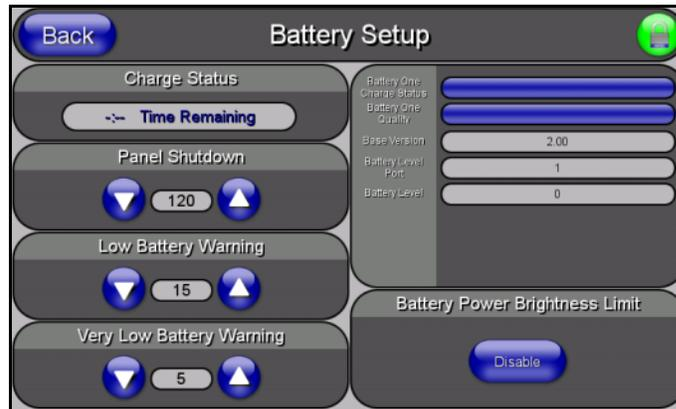 Back
Battery Setup
Charge Status
-:-- Time Remaining
Panel Shutdown
120
Low Battery Warning
15
Very Low Battery Warning
5
Battery One
Charge Status
Battery One
Quality
Base Version
2.00
Battery Level
Port
1
Battery Level
0
Battery Power Brightness Limit
Disable